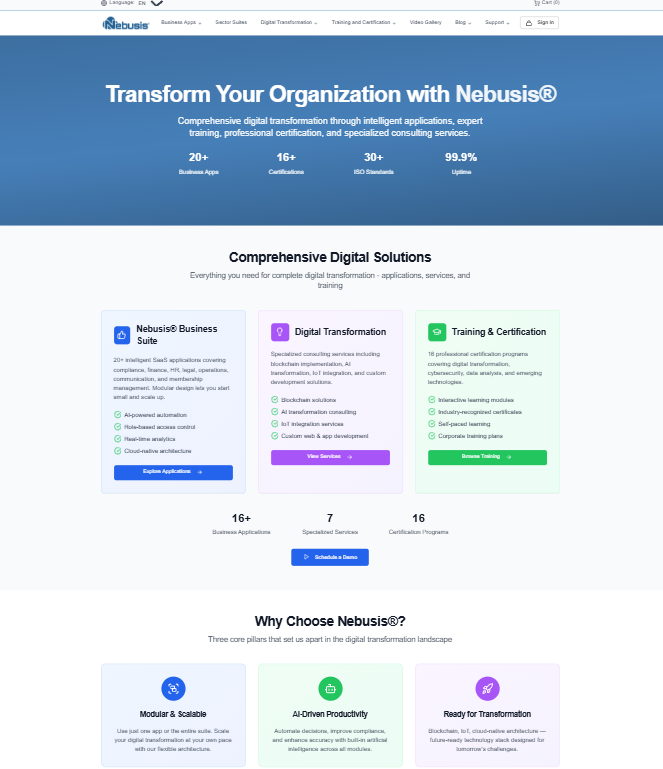 Language: EN
Cart (0)
Nebusis
Business Apps
Sector Suites
Digital Transformation
Training and Certification
Video Gallery
Blog
Support
Sign In
Transform Your Organization with Nebusis®
Comprehensive digital transformation through intelligent applications, expert
training, professional certification, and specialized consulting services.
20+
16+
30+
99.9%
Business Apps
Certifications
ISO Standards
Uptime
Comprehensive Digital Solutions
Everything you need for complete digital transformation - applications, services, and
training
Nebusis® Business
Suite
20+ intelligent SaaS applications covering
compliance, finance, HR, legal, operations,
communication, and membership
management. Modular design lets you start
small and scale up.
AI-powered automation
Role-based access control
Real-time analytics
Cloud-native architecture
Explore Applications →
Digital Transformation
Specialized consulting services including
blockchain implementation, AI
transformation, IoT integration, and custom
development solutions.
Blockchain solutions
AI transformation consulting
IoT integration services
Custom web & app development
View Services →
Training & Certification
16 professional certification programs
covering digital transformation,
cybersecurity, data analysis, and emerging
technologies.
Interactive learning modules
Industry-recognized certificates
Self-paced learning
Corporate training plans
Browse Training →
16+
7
16
Business Applications
Specialized Services
Certification Programs
Schedule a Demo
Why Choose Nebusis®?
Three core pillars that set us apart in the digital transformation landscape
Modular & Scalable
Use just one app or the entire suite. Scale
your digital transformation at your own pace
with our flexible architecture.
AI-Driven Productivity
Automate decisions, improve compliance,
and enhance accuracy with built-in artificial
intelligence across all modules.
Ready for Transformation
Blockchain, IoT, cloud-native architecture —
future-ready technology stack designed for
tomorrow's challenges.